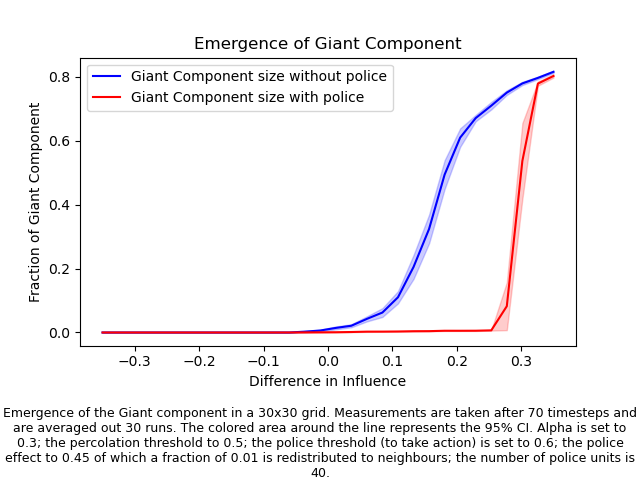 Emergence of Giant Component
Giant Component size without police
Giant Component size with police
Fraction of Giant Component
0.8
0.6
0.4
0.2
0.0
−0.3 −0.2 −0.1 0.0 0.1 0.2 0.3
Difference in Influence
Emergence of the Giant component in a 30x30 grid. Measurements are taken after 70 timesteps and
are averaged out 30 runs. The colored area around the line represents the 95% CI. Alpha is set to
0.3; the percolation threshold to 0.5; the police threshold (to take action) is set to 0.6; the police
effect to 0.45 of which a fraction of 0.01 is redistributed to neighbours; the number of police units is
40.